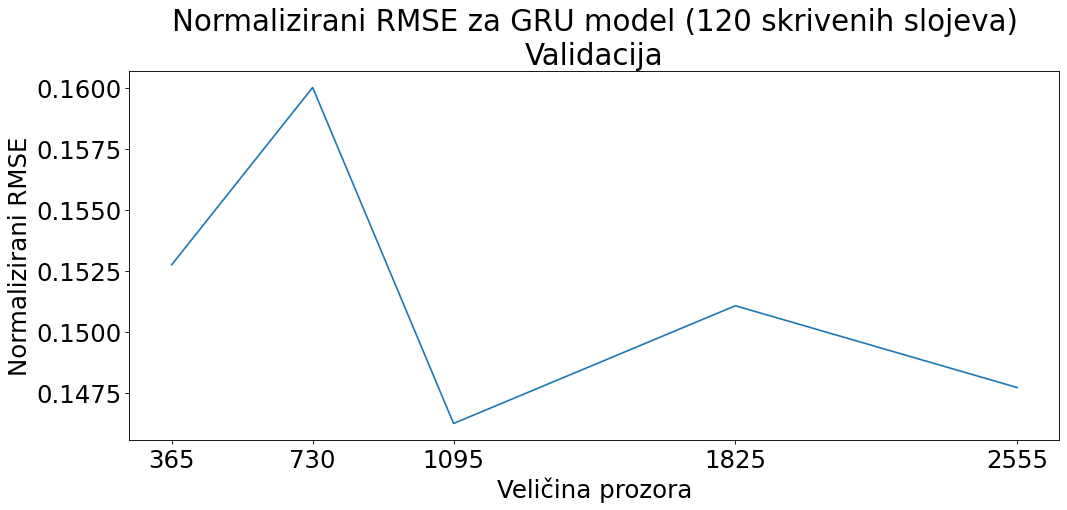 Normalizirani RMSE za GRU model (120 skrivenih slojeva)
Validacija
Normalizirani RMSE
0.1600
0.1575
0.1550
0.1525
0.1500
0.1475
365 730 1095 1825 2555
Veličina prozora